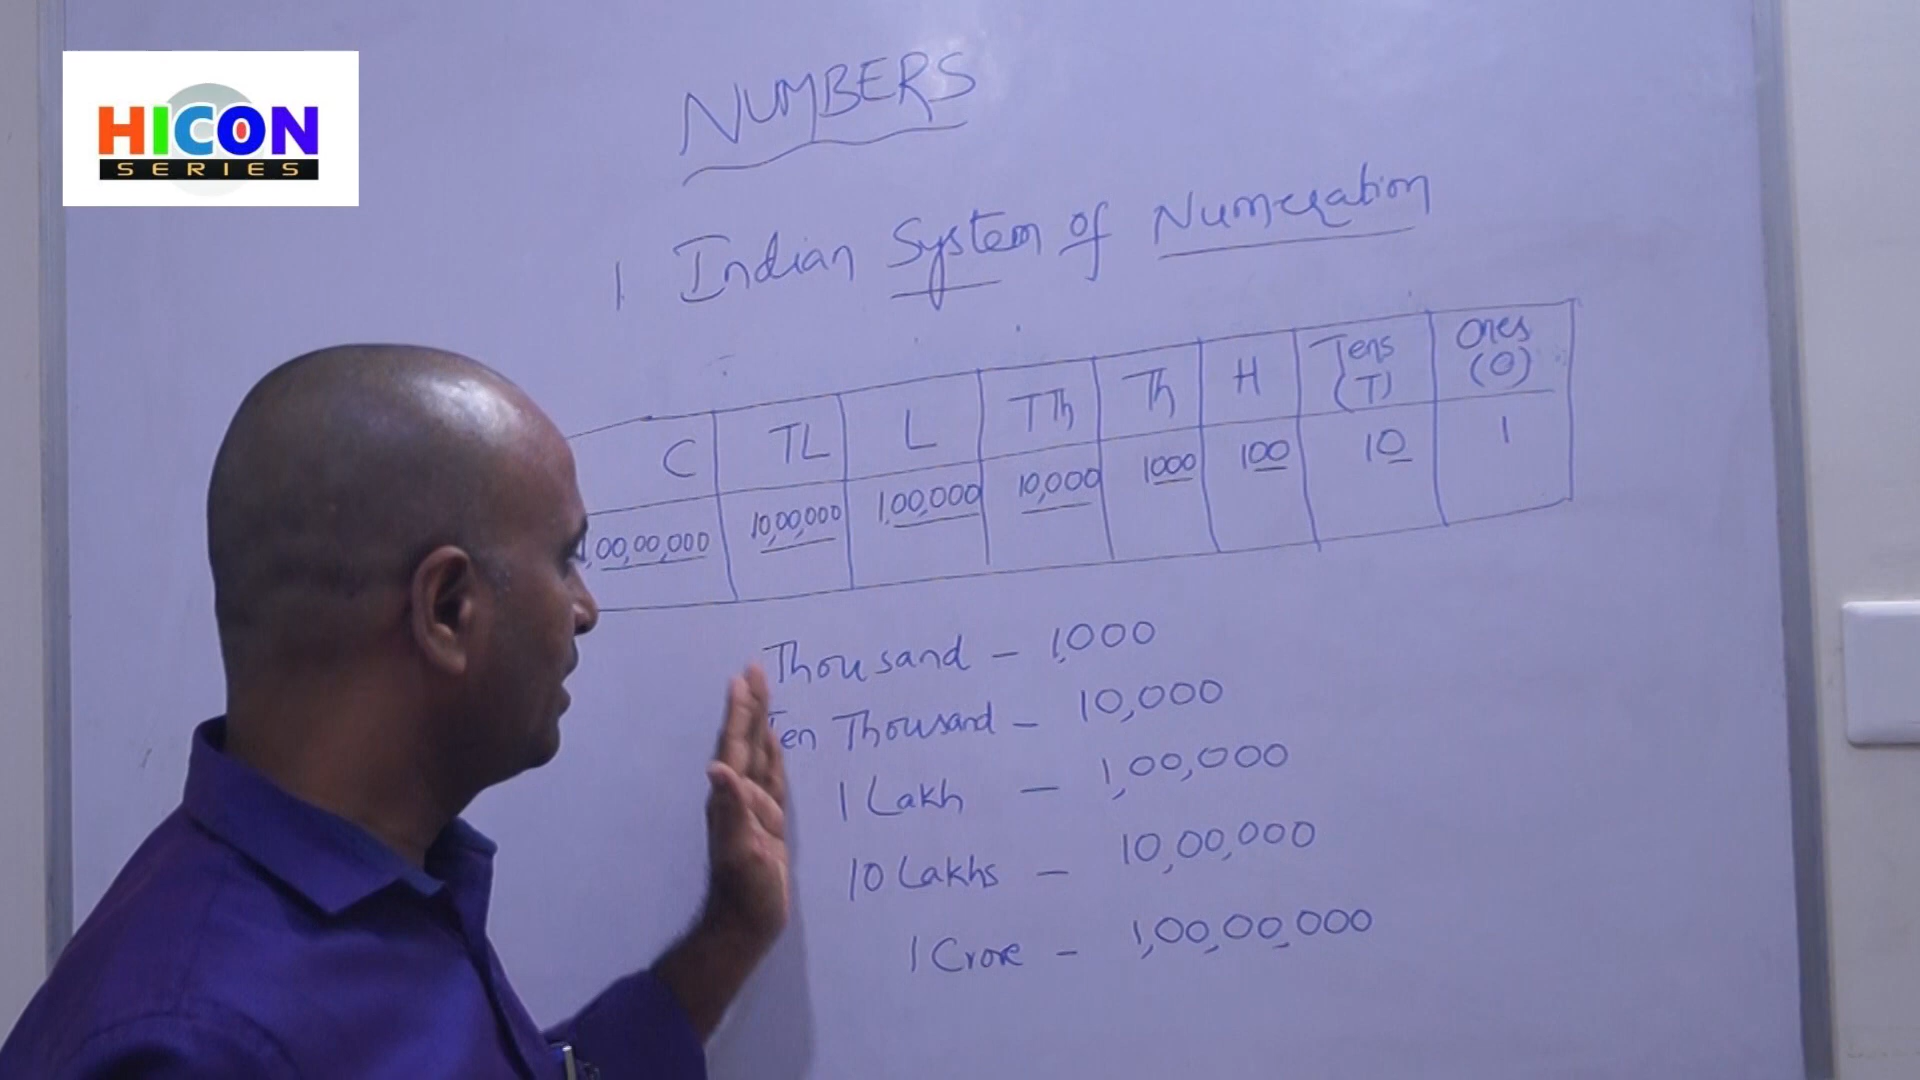 HICON
SERIES
NUMBERS
1 Indian System of Numeration
C TL L TTh Th H Tens (T) Ones (O)
1,00,00,000 10,00,000 1,00,000 10,000 1000 100 10 1
Thousand - 1,000
Ten Thousand - 10,000
1 Lakh - 1,00,000
10 Lakhs - 10,00,000
1 Crore - 1,00,00,000